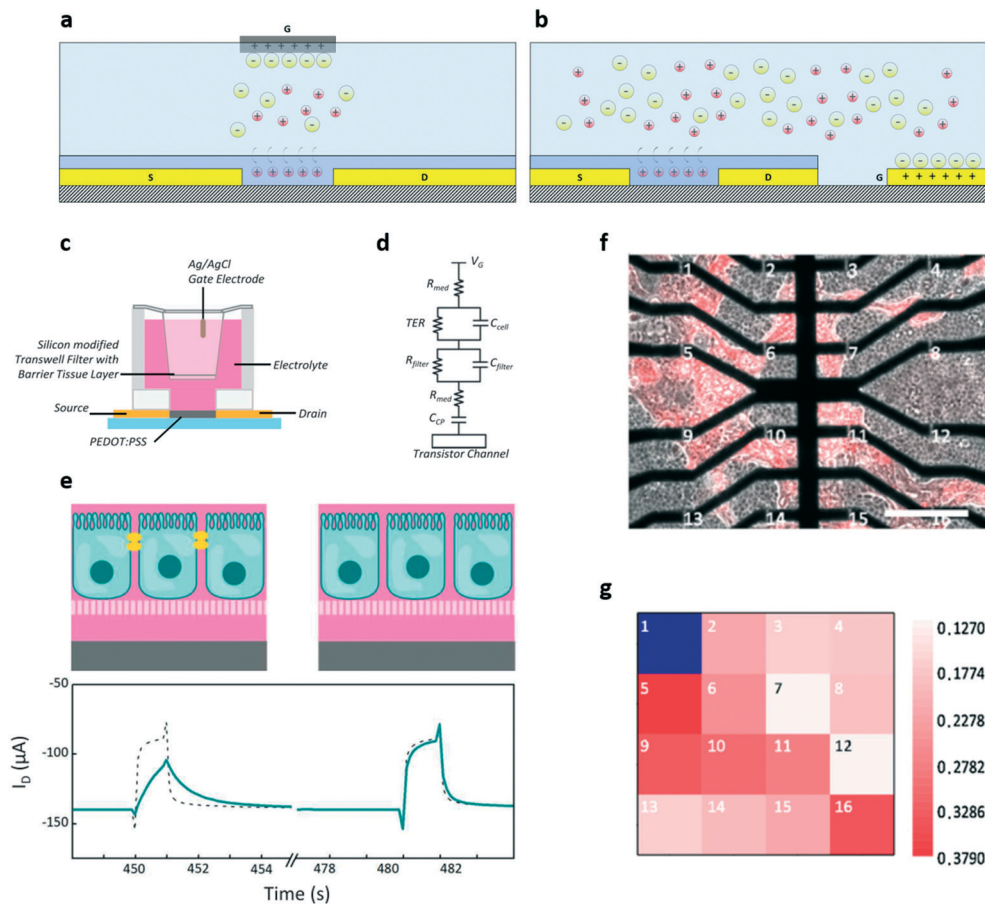 a
G
+ + + + + +
- - - - -
S
D
b
S
D
G
+ + + + + +
c
Ag/AgCl
Gate Electrode
Silicon modified
Transwell Filter with
Barrier Tissue Layer
Electrolyte
Source
Drain
PEDOT:PSS
d
V_G
R_med
TER
C_cell
R_filter
C_filter
R_med
C_CP
Transistor Channel
f
1
2
3
4
5
6
7
8
9
10
11
12
13
14
15
16
e
-50
-100
-150
I_D (µA)
450 452 454 478 480 482
Time (s)
g
1 2 3 4
5 6 7 8
9 10 11 12
13 14 15 16
0.1270
0.1774
0.2278
0.2782
0.3286
0.3790